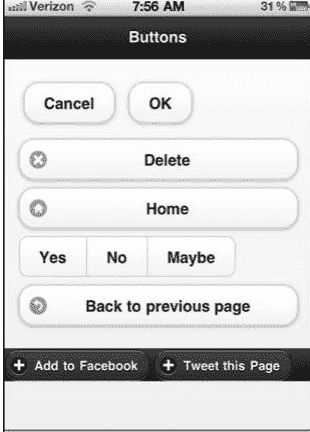 Verizon 7:56 AM 31 %
Buttons
Cancel OK
Delete
Home
Yes No Maybe
Back to previous page
Add to Facebook Tweet this Page